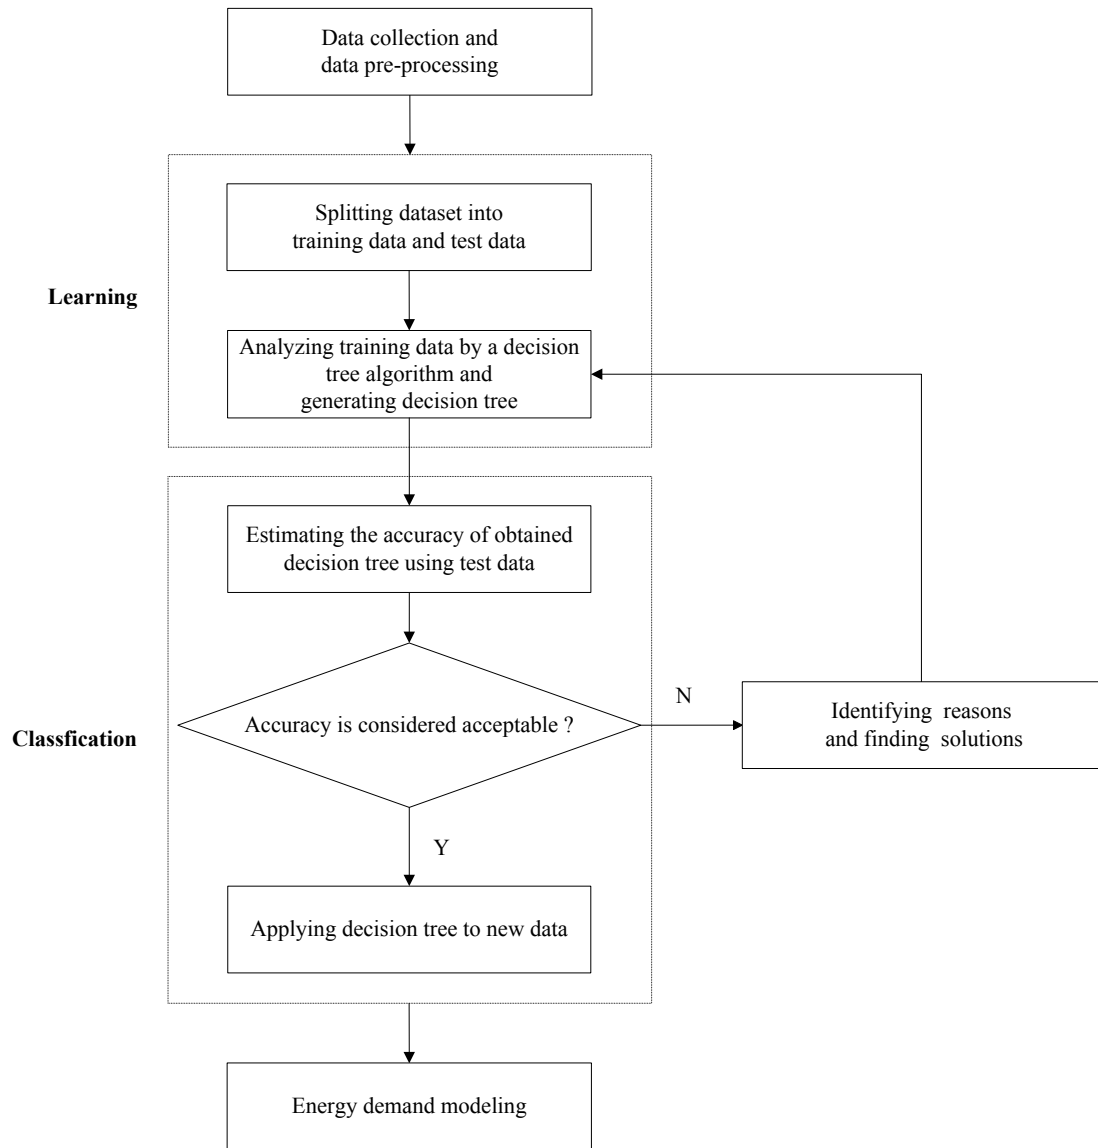 Data collection and
data pre-processing
Splitting dataset into
training data and test data
Learning
Analyzing training data by a decision
tree algorithm and
generating decision tree
Estimating the accuracy of obtained
decision tree using test data
Accuracy is considered acceptable ?
N
Identifying reasons
and finding solutions
Classfication
Y
Applying decision tree to new data
Energy demand modeling